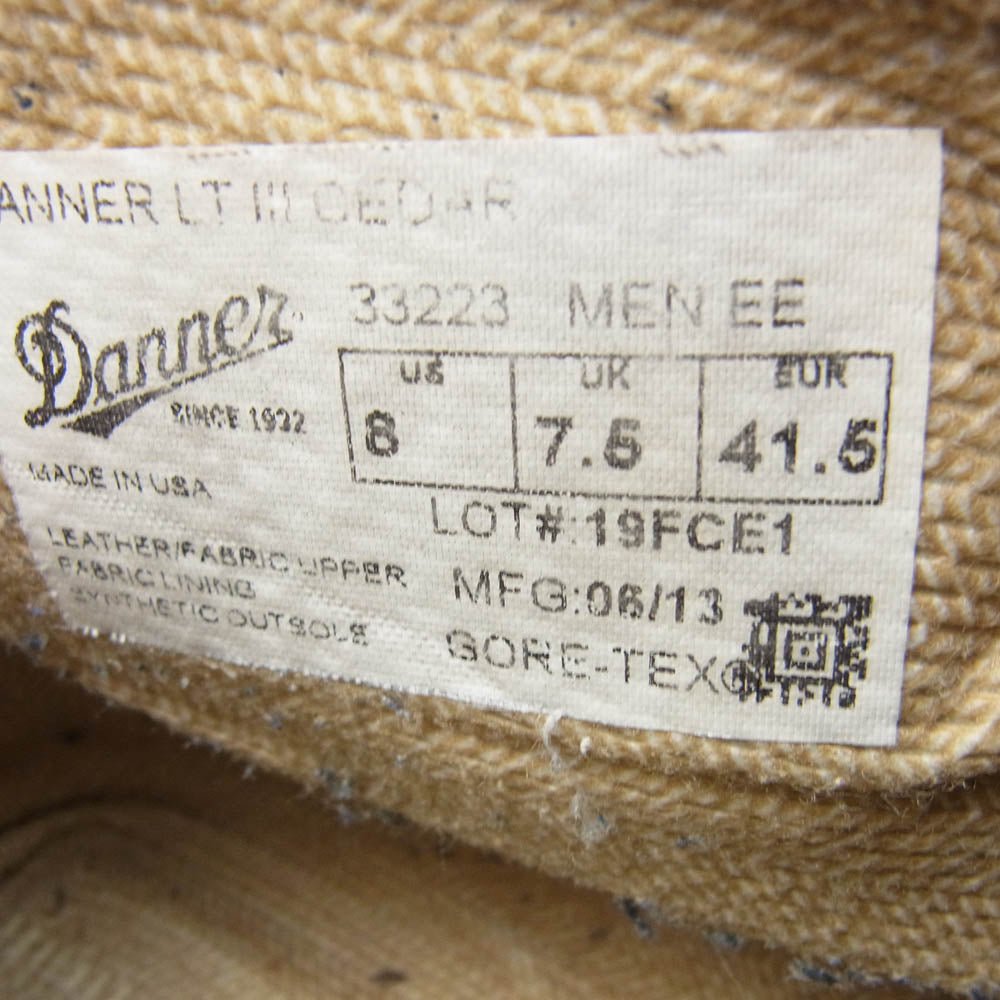 ANNER LT III CEDAR
Danner
SINCE 1932
33223 MEN EE
US UK EUR
8 7.5 41.5
MADE IN USA
LOT#:19FCE1
LEATHER/FABRIC UPPER
FABRIC LINING
SYNTHETIC OUTSOLE
MFG:06/13
GORE-TEX®